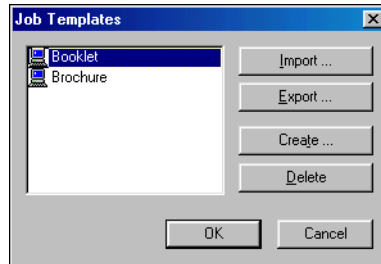 Job Templates
Booklet
Brochure
Import ...
Export ...
Create ...
Delete
OK
Cancel